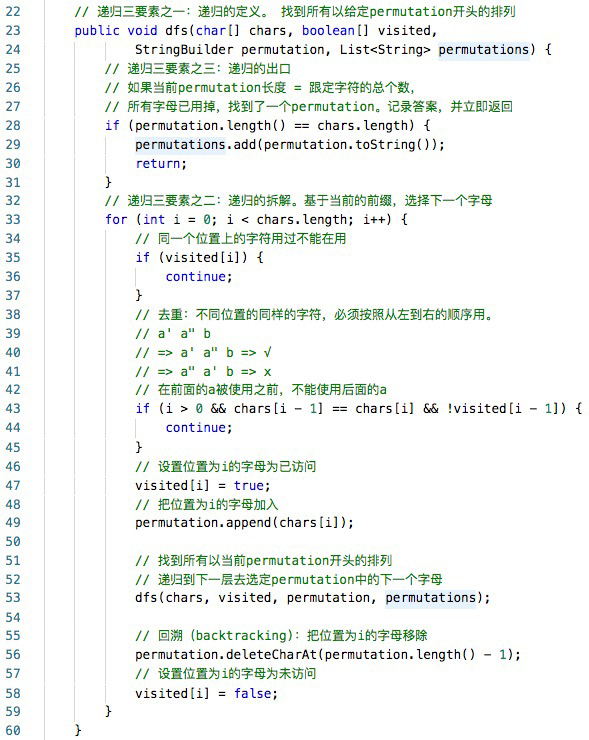 22 // 递归三要素之一：递归的定义。 找到所有以给定permutation开头的排列
23 public void dfs(char[] chars, boolean[] visited,
24 StringBuilder permutation, List<String> permutations) {
25 // 递归三要素之三：递归的出口
26 // 如果当前permutation长度 = 跟定字符的总个数，
27 // 所有字母已用掉，找到了一个permutation。记录答案，并立即返回
28 if (permutation.length() == chars.length) {
29 permutations.add(permutation.toString());
30 return;
31 }
32 // 递归三要素之二：递归的拆解。基于当前的前缀，选择下一个字母
33 for (int i = 0; i < chars.length; i++) {
34 // 同一个位置上的字符用过不能在用
35 if (visited[i]) {
36 continue;
37 }
38 // 去重：不同位置的同样的字符，必须按照从左到右的顺序用。
39 // a' a" b
40 // => a' a" b => √
41 // => a" a' b => x
42 // 在前面的a被使用之前，不能使用后面的a
43 if (i > 0 && chars[i - 1] == chars[i] && !visited[i - 1]) {
44 continue;
45 }
46 // 设置位置为i的字母为已访问
47 visited[i] = true;
48 // 把位置为i的字母加入
49 permutation.append(chars[i]);
50
51 // 找到所有以当前permutation开头的排列
52 // 递归到下一层去选定permutation中的下一个字母
53 dfs(chars, visited, permutation, permutations);
54
55 // 回溯（backtracking）：把位置为i的字母移除
56 permutation.deleteCharAt(permutation.length() - 1);
57 // 设置位置为i的字母为未访问
58 visited[i] = false;
59 }
60 }